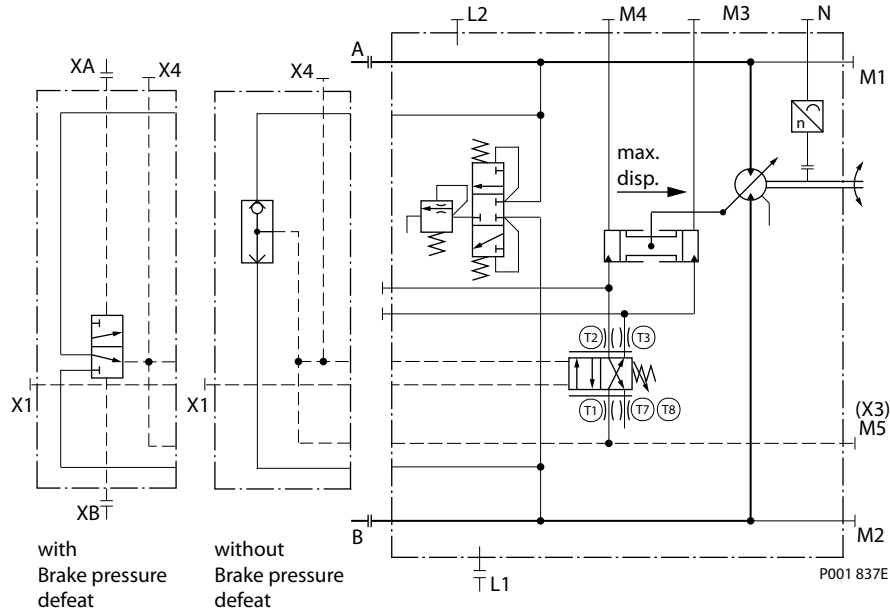 L2
M4
M3
N
A
M1
XA
X4
X4
n
max.
disp.
T2
T3
X1
X1
T1
T7
T8
(X3)
M5
XB
B
M2
L1
with
Brake pressure
defeat
without
Brake pressure
defeat
P001 837E